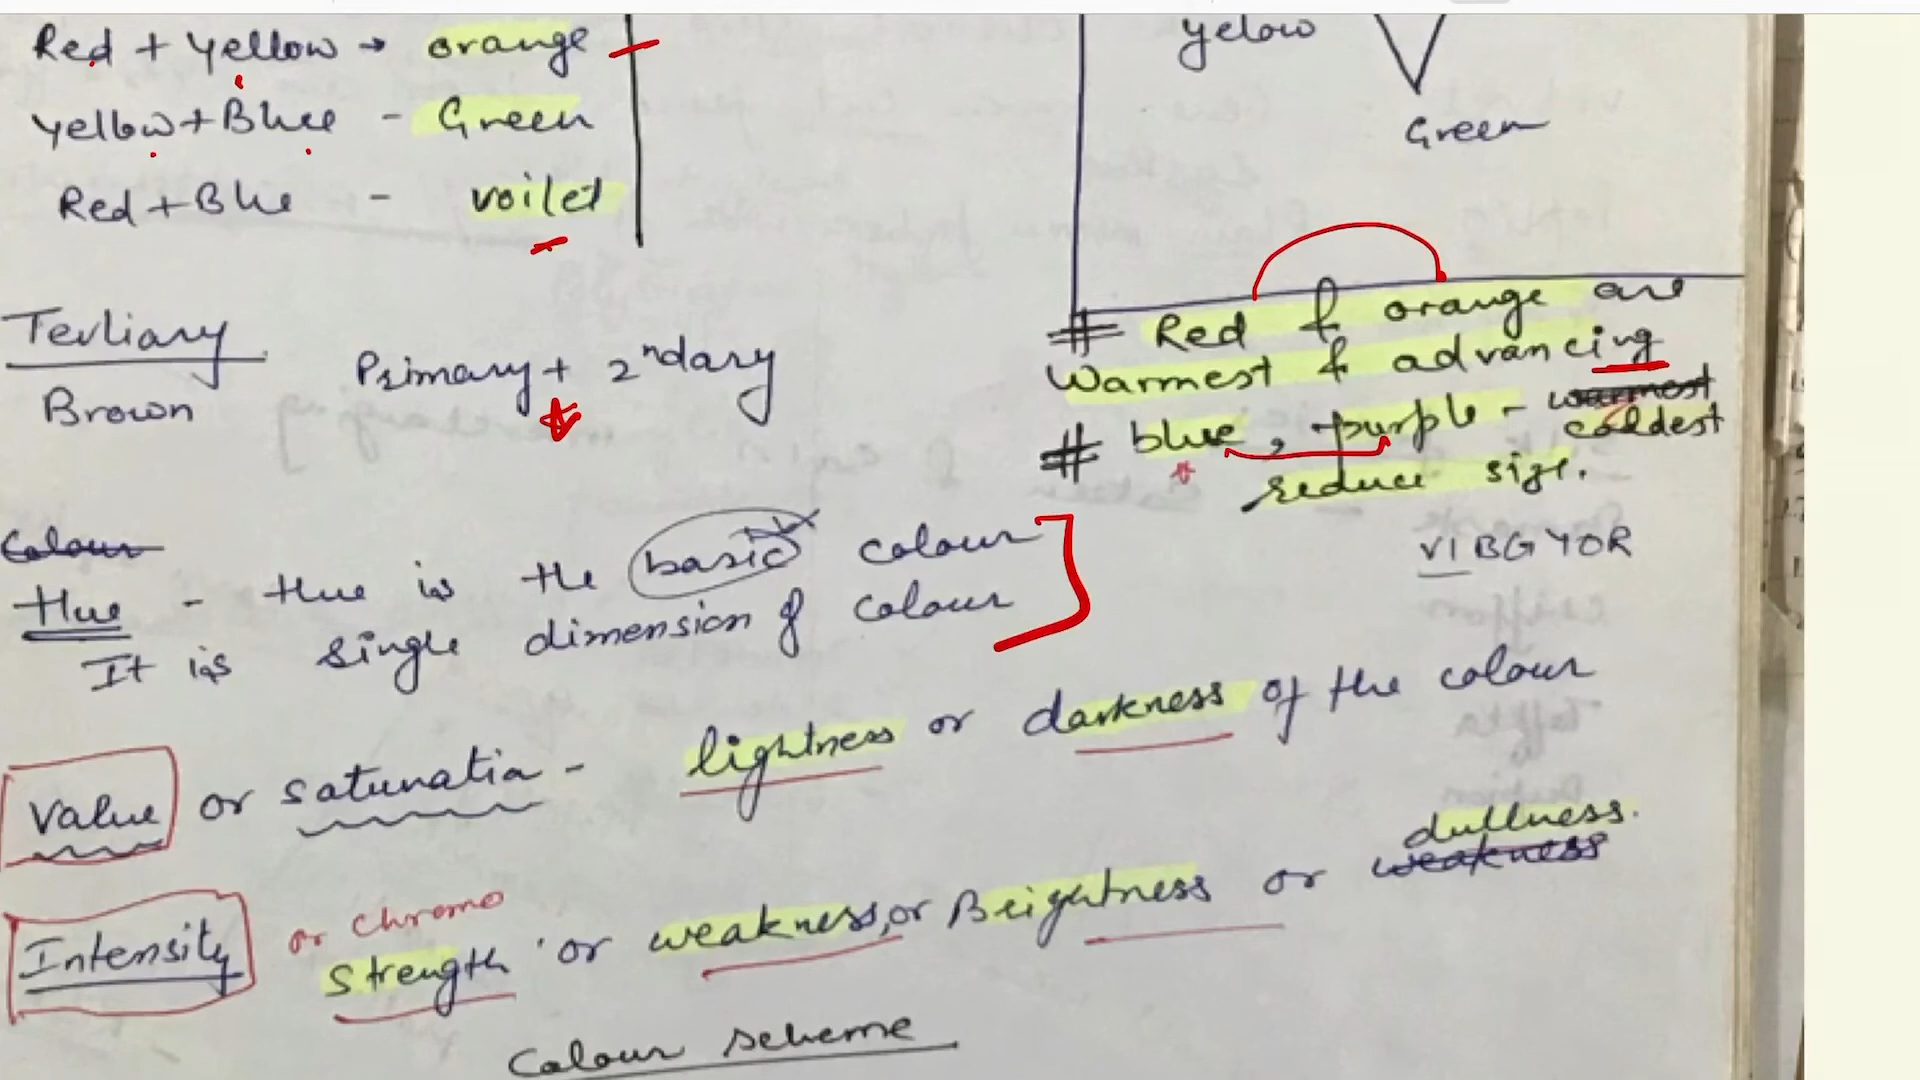 Red + Yellow → orange
Yellow + Blue - Green
Red + Blue - voilet
Yelow
Green
Tertiary
Brown
Primary + 2ndary
# Red & orange are
Warmest & advancing
# blue, purple - warmest
coldest
reduce size.
VIBGYOR
Colour
Hue - Hue is the basic colour
It is single dimension of colour
Value or saturatia - lightness or darkness of the colour
dullness.
Intensity or chrome
strength or weakness, or Brightness or weakness
Colour scheme